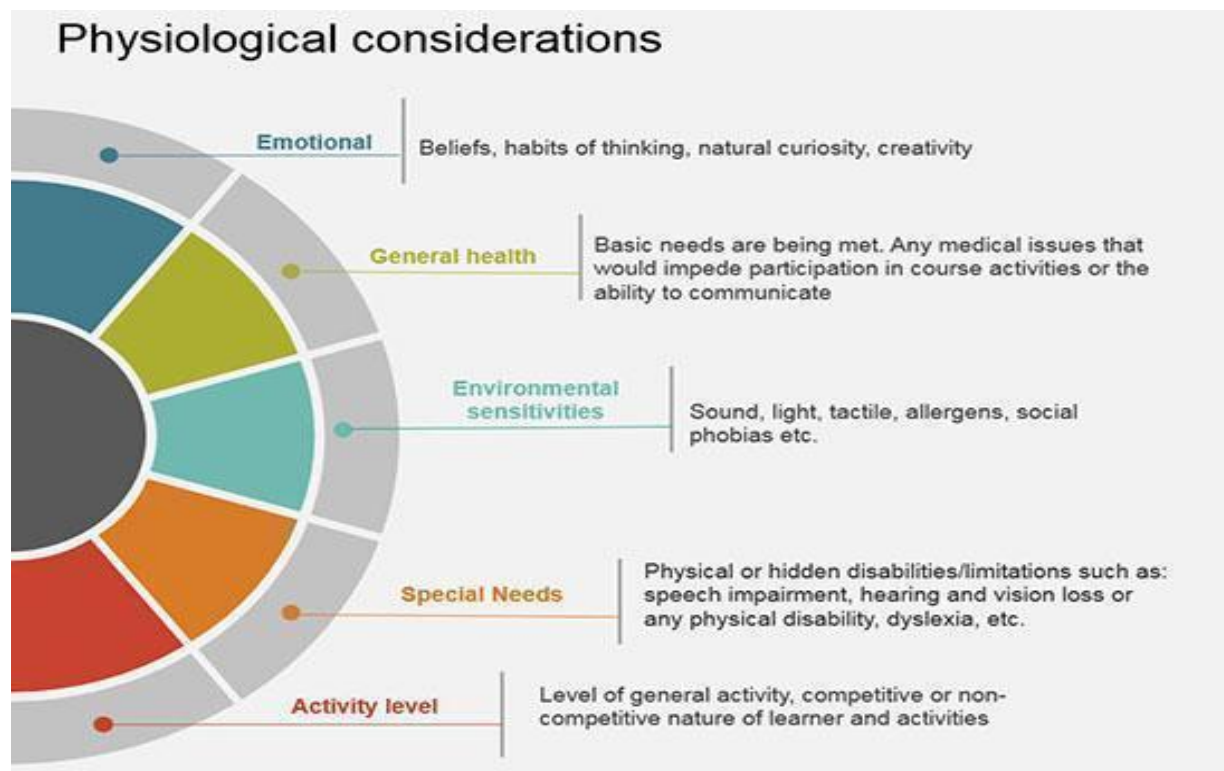 Physiological considerations
Emotional
Beliefs, habits of thinking, natural curiosity, creativity
General health
Basic needs are being met. Any medical issues that
would impede participation in course activities or the
ability to communicate
Environmental
sensitivities
Sound, light, tactile, allergens, social
phobias etc.
Special Needs
Physical or hidden disabilities/limitations such as:
speech impairment, hearing and vision loss or
any physical disability, dyslexia, etc.
Activity level
Level of general activity, competitive or non-
competitive nature of learner and activities